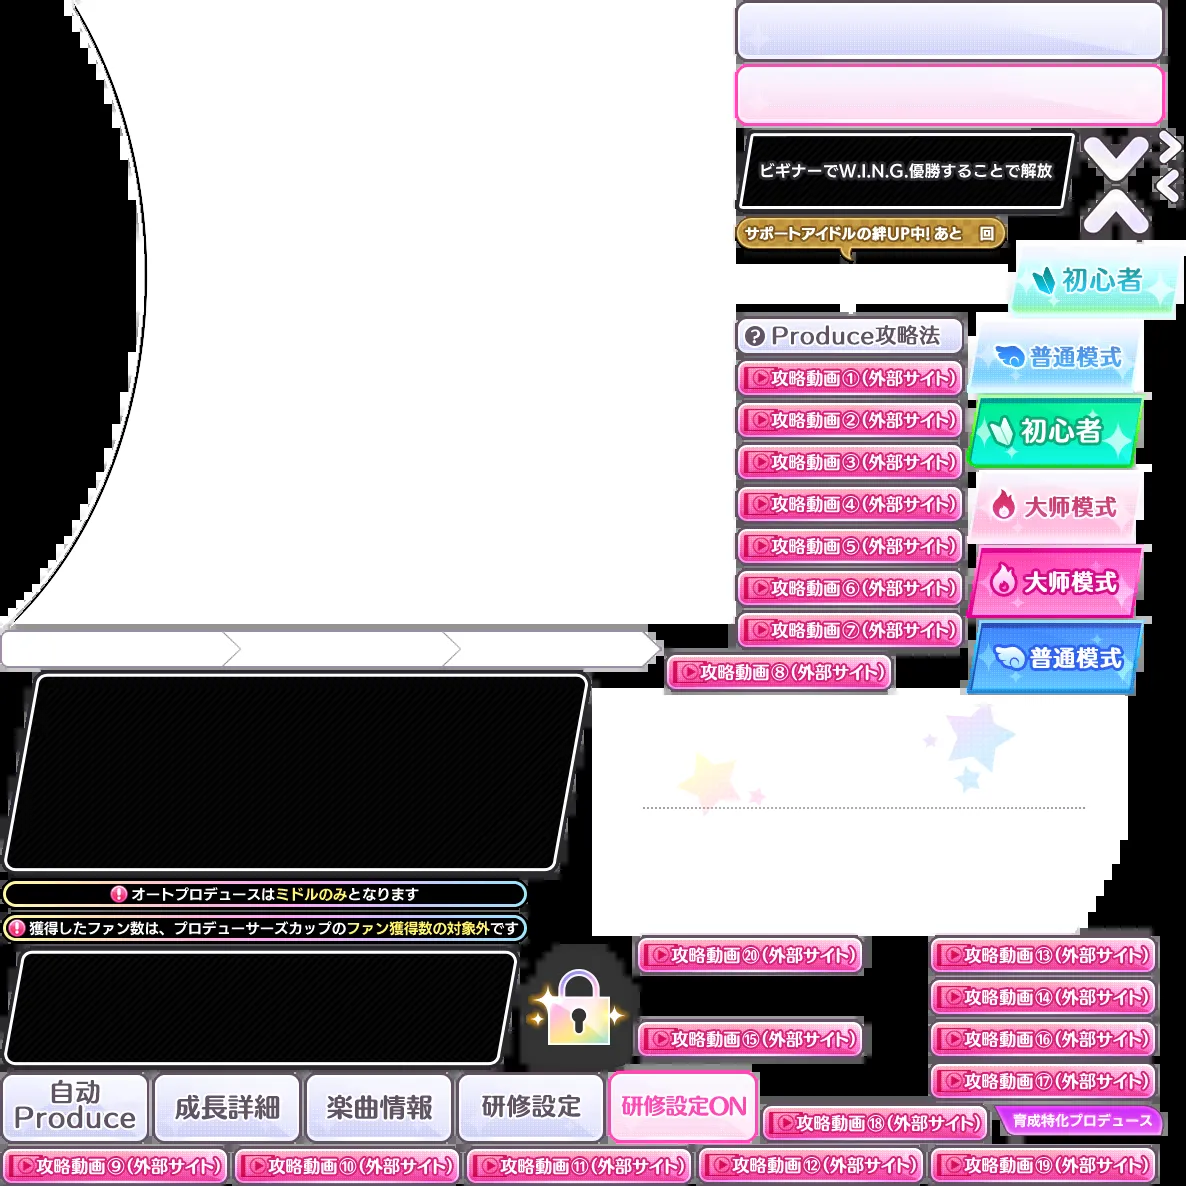 ビギナーでW.I.N.G.優勝することで解放
サポートアイドルの絆UP中! あと 回
初心者
Produce攻略法
普通模式
攻略動画①(外部サイト)
攻略動画②(外部サイト)
初心者
攻略動画③(外部サイト)
攻略動画④(外部サイト)
大师模式
攻略動画⑤(外部サイト)
攻略動画⑥(外部サイト)
大师模式
攻略動画⑦(外部サイト)
普通模式
攻略動画⑧(外部サイト)
オートプロデュースはミドルのみとなります
獲得したファン数は、プロデューサーズカップのファン獲得数の対象外です
攻略動画⑳(外部サイト)
攻略動画⑬(外部サイト)
攻略動画⑭(外部サイト)
攻略動画⑮(外部サイト)
攻略動画⑯(外部サイト)
攻略動画⑰(外部サイト)
自动
Produce
成長詳細
楽曲情報
研修設定
研修設定ON
攻略動画⑱(外部サイト)
育成特化プロデュース
攻略動画⑨(外部サイト)
攻略動画⑩(外部サイト)
攻略動画⑪(外部サイト)
攻略動画⑫(外部サイト)
攻略動画⑲(外部サイト)